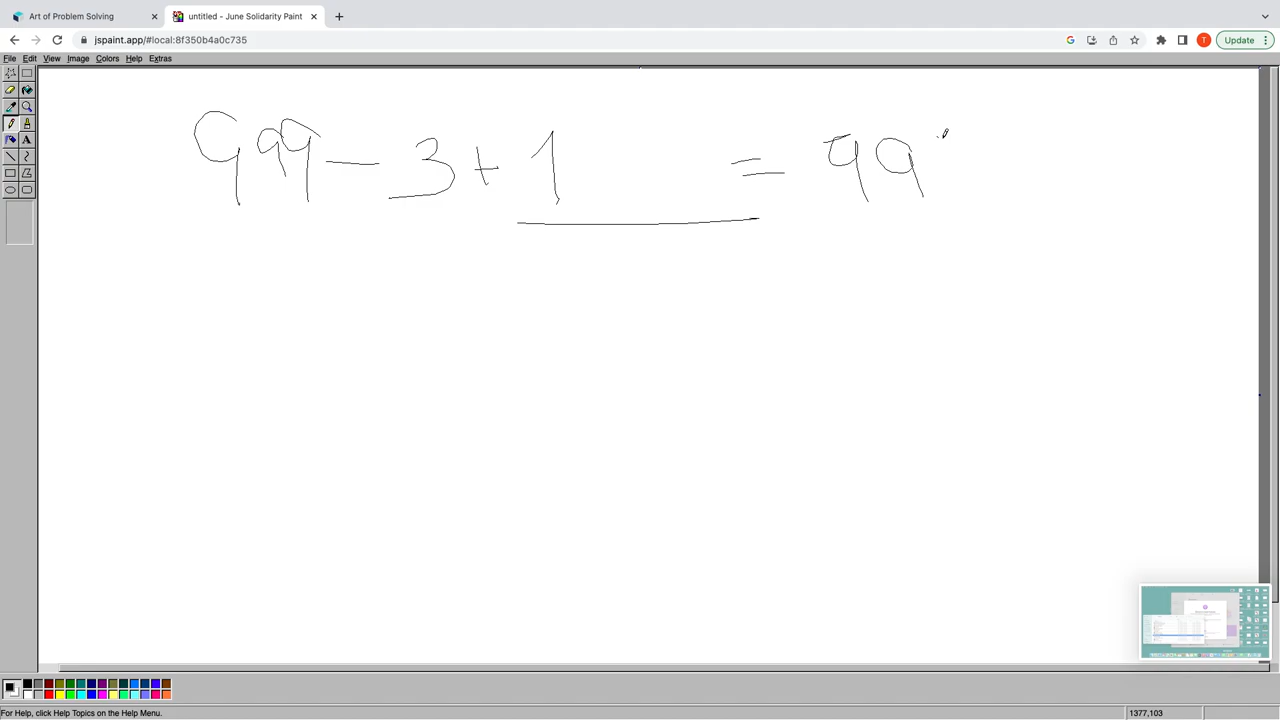 Art of Problem Solving
untitled - June Solidarity Paint
jspaint.app/#local:8f350b4a0c735
T
Update
File Edit View Image Colors Help Extras
999 - 3 + 1 = 99
For Help, click Help Topics on the Help Menu.
1377,103